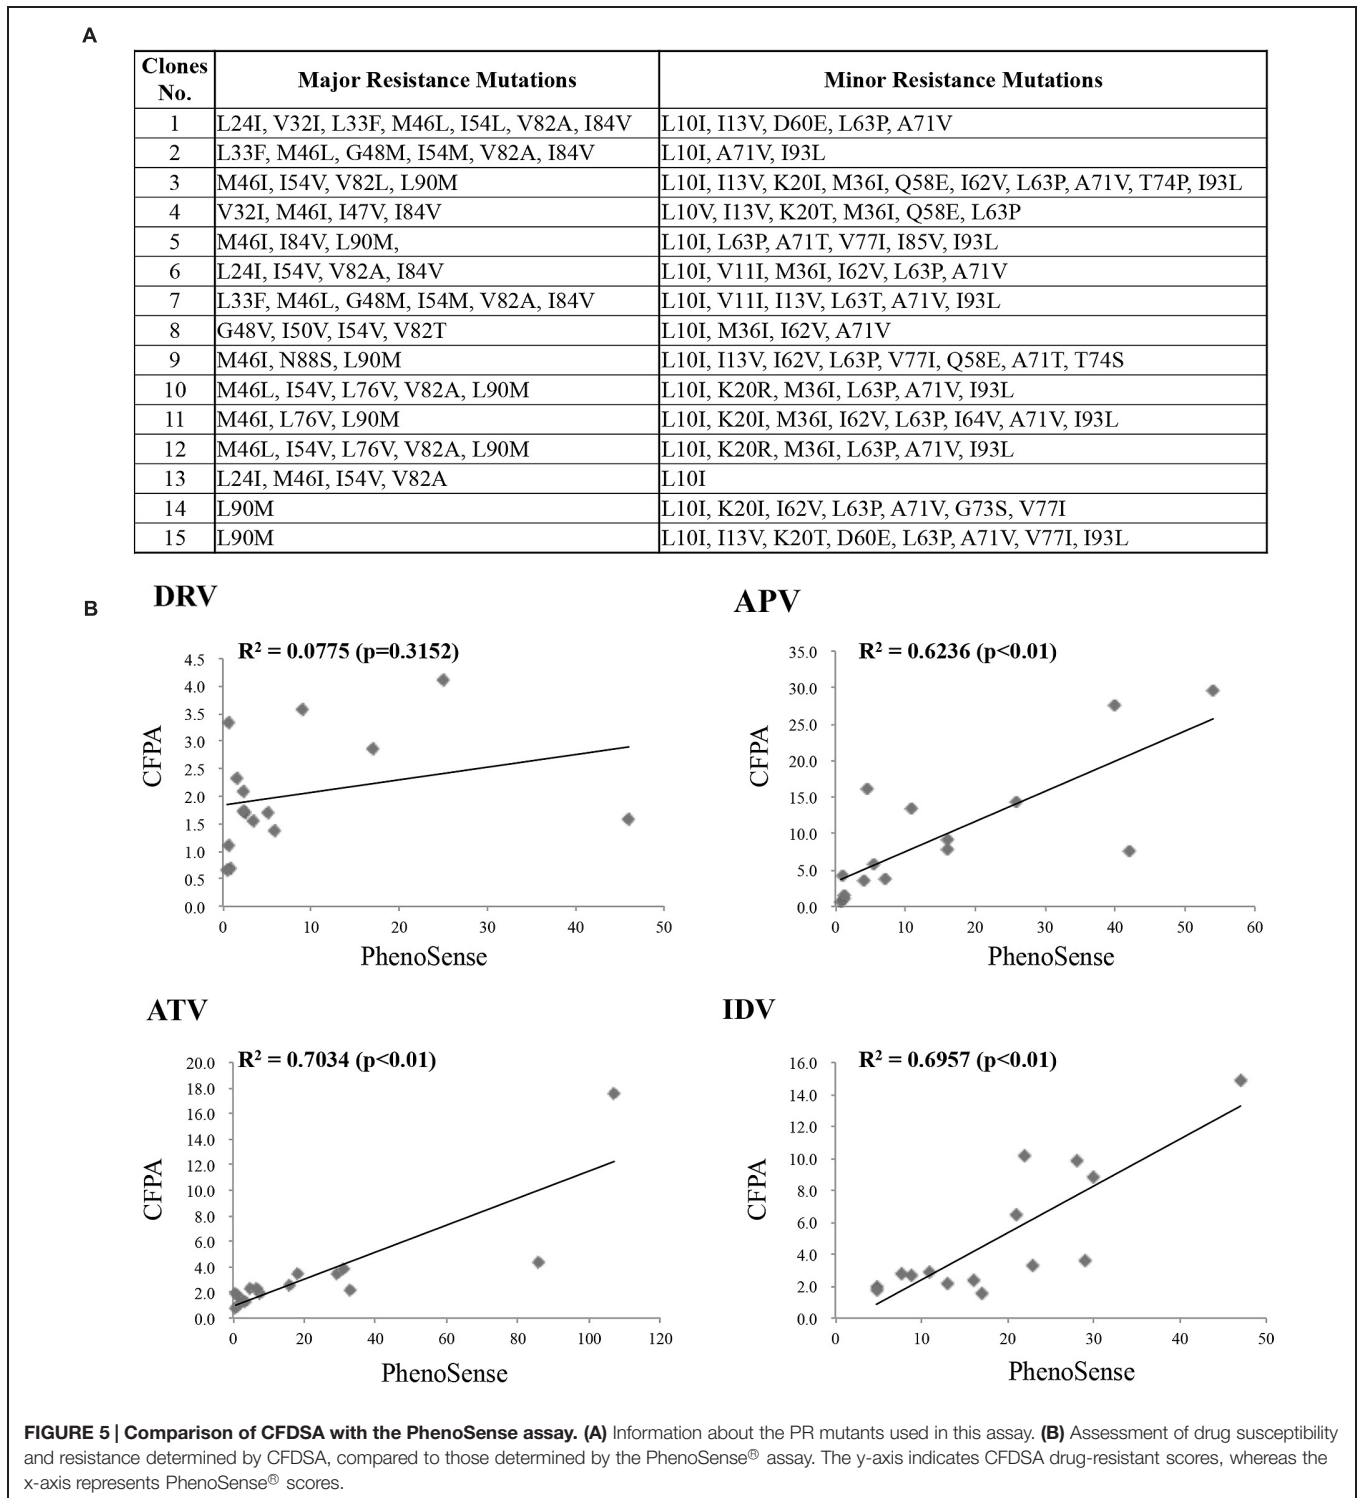 A
Clones No. Major Resistance Mutations Minor Resistance Mutations
1 L24I, V32I, L33F, M46L, I54L, V82A, I84V L10I, I13V, D60E, L63P, A71V
2 L33F, M46L, G48M, I54M, V82A, I84V L10I, A71V, I93L
3 M46I, I54V, V82L, L90M L10I, I13V, K20I, M36I, Q58E, I62V, L63P, A71V, T74P, I93L
4 V32I, M46I, I47V, I84V L10V, I13V, K20T, M36I, Q58E, L63P
5 M46I, I84V, L90M, L10I, L63P, A71T, V77I, I85V, I93L
6 L24I, I54V, V82A, I84V L10I, V11I, M36I, I62V, L63P, A71V
7 L33F, M46L, G48M, I54M, V82A, I84V L10I, V11I, I13V, L63T, A71V, I93L
8 G48V, I50V, I54V, V82T L10I, M36I, I62V, A71V
9 M46I, N88S, L90M L10I, I13V, I62V, L63P, V77I, Q58E, A71T, T74S
10 M46L, I54V, L76V, V82A, L90M L10I, K20R, M36I, L63P, A71V, I93L
11 M46I, L76V, L90M L10I, K20I, M36I, I62V, L63P, I64V, A71V, I93L
12 M46L, I54V, L76V, V82A, L90M L10I, K20R, M36I, L63P, A71V, I93L
13 L24I, M46I, I54V, V82A L10I
14 L90M L10I, K20I, I62V, L63P, A71V, G73S, V77I
15 L90M L10I, I13V, K20T, D60E, L63P, A71V, V77I, I93L
B
DRV
R² = 0.0775 (p=0.3152)
CFPA
4.5
4.0
3.5
3.0
2.5
2.0
1.5
1.0
0.5
0.0
0 10 20 30 40 50
PhenoSense
APV
R² = 0.6236 (p<0.01)
CFPA
35.0
30.0
25.0
20.0
15.0
10.0
5.0
0.0
0 10 20 30 40 50 60
PhenoSense
ATV
R² = 0.7034 (p<0.01)
CFPA
20.0
18.0
16.0
14.0
12.0
10.0
8.0
6.0
4.0
2.0
0.0
0 20 40 60 80 100 120
PhenoSense
IDV
R² = 0.6957 (p<0.01)
CFPA
16.0
14.0
12.0
10.0
8.0
6.0
4.0
2.0
0.0
0 10 20 30 40 50
PhenoSense
FIGURE 5 | Comparison of CFDSA with the PhenoSense assay. (A) Information about the PR mutants used in this assay. (B) Assessment of drug susceptibility
and resistance determined by CFDSA, compared to those determined by the PhenoSense® assay. The y-axis indicates CFDSA drug-resistant scores, whereas the
x-axis represents PhenoSense® scores.